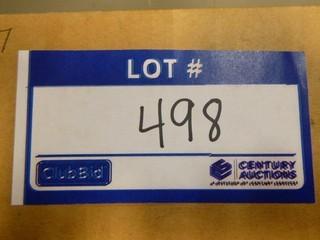 LOT #
498
ClubBid
CENTURY
AUCTIONS